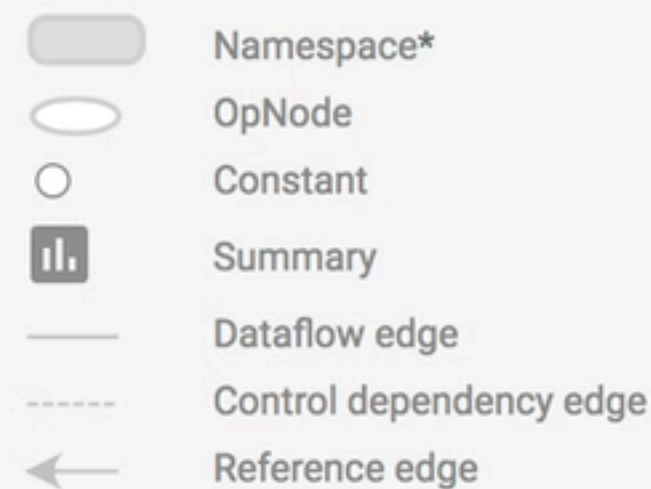 Namespace*
OpNode
Constant
Summary
Dataflow edge
Control dependency edge
Reference edge